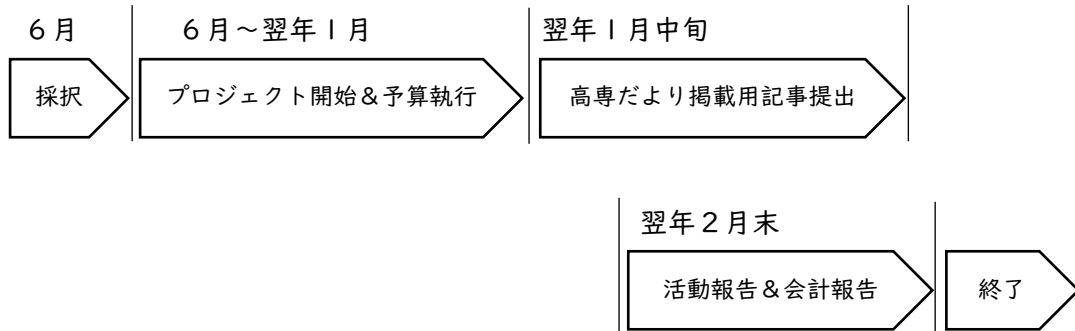 6月
6月～翌年1月
翌年1月中旬
採択
プロジェクト開始＆予算執行
高専だより掲載用記事提出
翌年2月末
活動報告＆会計報告
終了